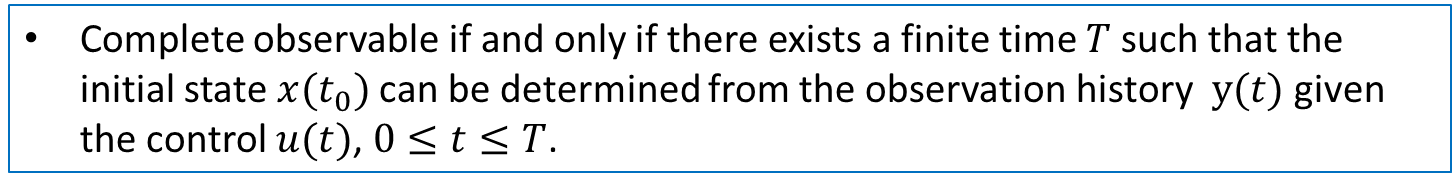 • Complete observable if and only if there exists a finite time 𝑇 such that the
initial state 𝑥(𝑡₀) can be determined from the observation history y(𝑡) given
the control 𝑢(𝑡), 0 ≤ 𝑡 ≤ 𝑇.